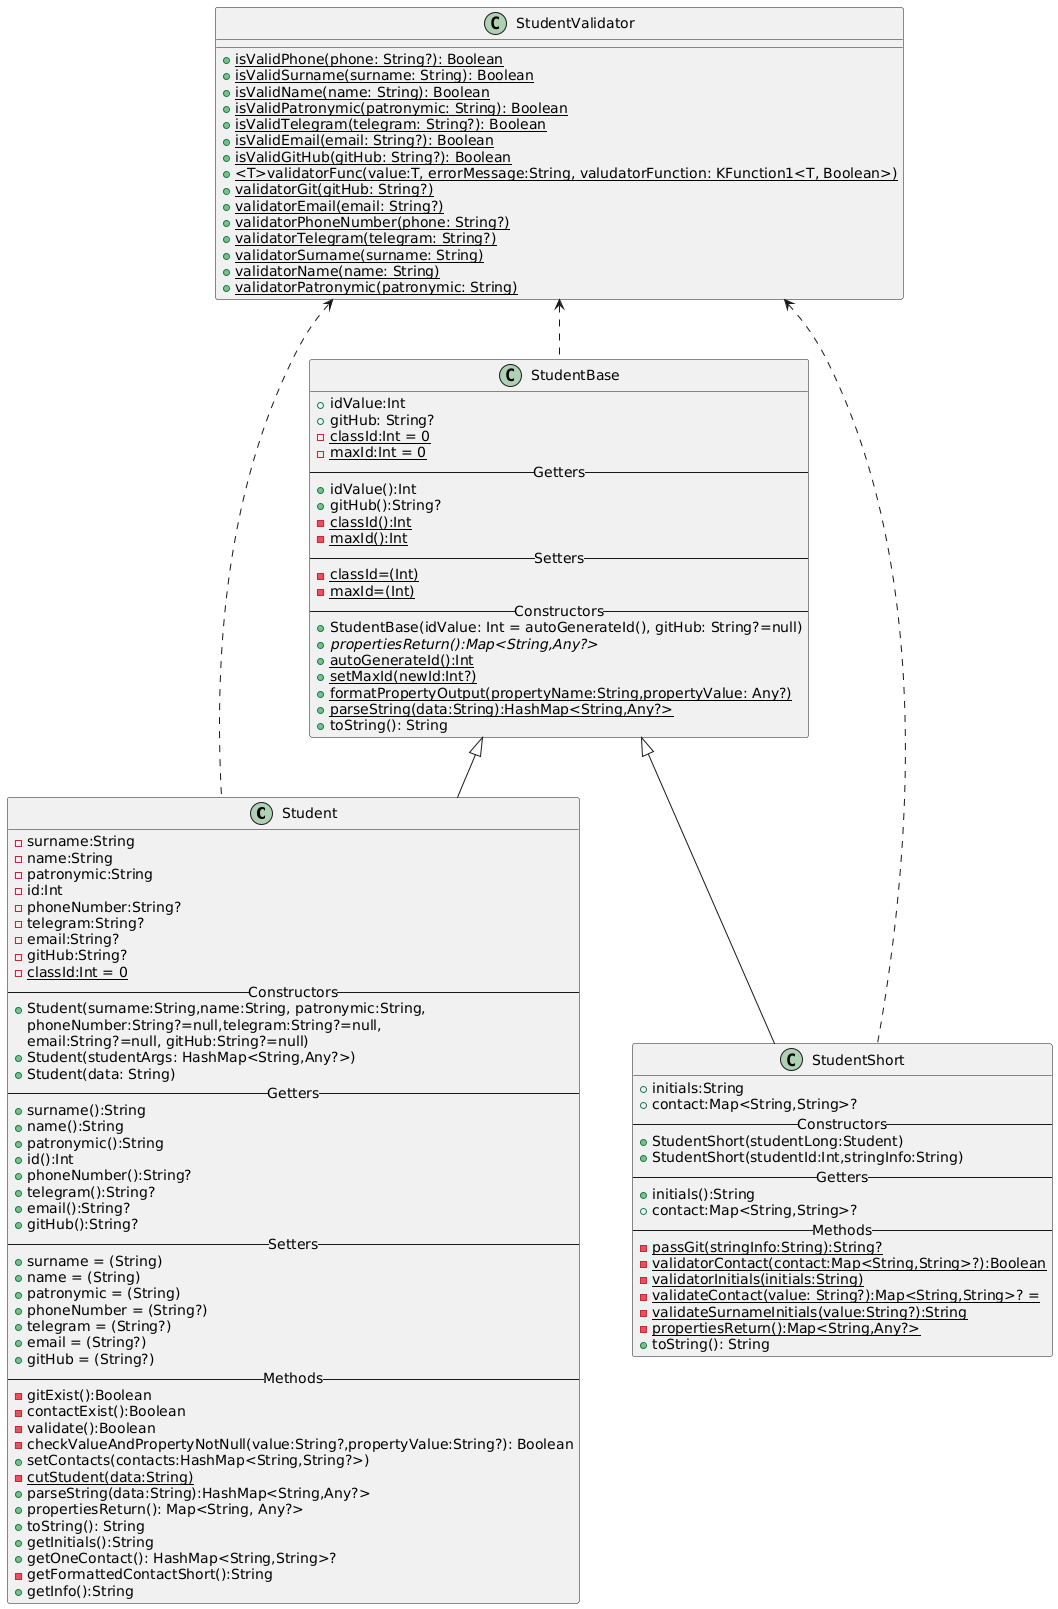 C StudentValidator
isValidPhone(phone: String?): Boolean
isValidSurname(surname: String): Boolean
isValidName(name: String): Boolean
isValidPatronymic(patronymic: String): Boolean
isValidTelegram(telegram: String?): Boolean
isValidEmail(email: String?): Boolean
isValidGitHub(gitHub: String?): Boolean
<T>validatorFunc(value:T, errorMessage:String, valudatorFunction: KFunction1<T, Boolean>)
validatorGit(gitHub: String?)
validatorEmail(email: String?)
validatorPhoneNumber(phone: String?)
validatorTelegram(telegram: String?)
validatorSurname(surname: String)
validatorName(name: String)
validatorPatronymic(patronymic: String)
C StudentBase
idValue:Int
gitHub: String?
classId:Int = 0
maxId:Int = 0
Getters
idValue():Int
gitHub():String?
classId():Int
maxId():Int
Setters
classId=(Int)
maxId=(Int)
Constructors
StudentBase(idValue: Int = autoGenerateId(), gitHub: String?=null)
propertiesReturn():Map<String,Any?>
autoGenerateId():Int
setMaxId(newId:Int?)
formatPropertyOutput(propertyName:String,propertyValue: Any?)
parseString(data:String):HashMap<String,Any?>
toString(): String
C Student
surname:String
name:String
patronymic:String
id:Int
phoneNumber:String?
telegram:String?
email:String?
gitHub:String?
classId:Int = 0
Constructors
Student(surname:String,name:String, patronymic:String,
phoneNumber:String?=null,telegram:String?=null,
email:String?=null, gitHub:String?=null)
Student(studentArgs: HashMap<String,Any?>)
Student(data: String)
Getters
surname():String
name():String
patronymic():String
id():Int
phoneNumber():String?
telegram():String?
email():String?
gitHub():String?
Setters
surname = (String)
name = (String)
patronymic = (String)
phoneNumber = (String?)
telegram = (String?)
email = (String?)
gitHub = (String?)
Methods
gitExist():Boolean
contactExist():Boolean
validate():Boolean
checkValueAndPropertyNotNull(value:String?,propertyValue:String?): Boolean
setContacts(contacts:HashMap<String,String?>)
cutStudent(data:String)
parseString(data:String):HashMap<String,Any?>
propertiesReturn(): Map<String, Any?>
toString(): String
getInitials():String
getOneContact(): HashMap<String,String>?
getFormattedContactShort():String
getInfo():String
C StudentShort
initials:String
contact:Map<String,String>?
Constructors
StudentShort(studentLong:Student)
StudentShort(studentId:Int,stringInfo:String)
Getters
initials():String
contact:Map<String,String>?
Methods
passGit(stringInfo:String):String?
validatorContact(contact:Map<String,String>?):Boolean
validatorInitials(initials:String)
validateContact(value: String?):Map<String,String>? =
validateSurnameInitials(value:String?):String
propertiesReturn():Map<String,Any?>
toString(): String